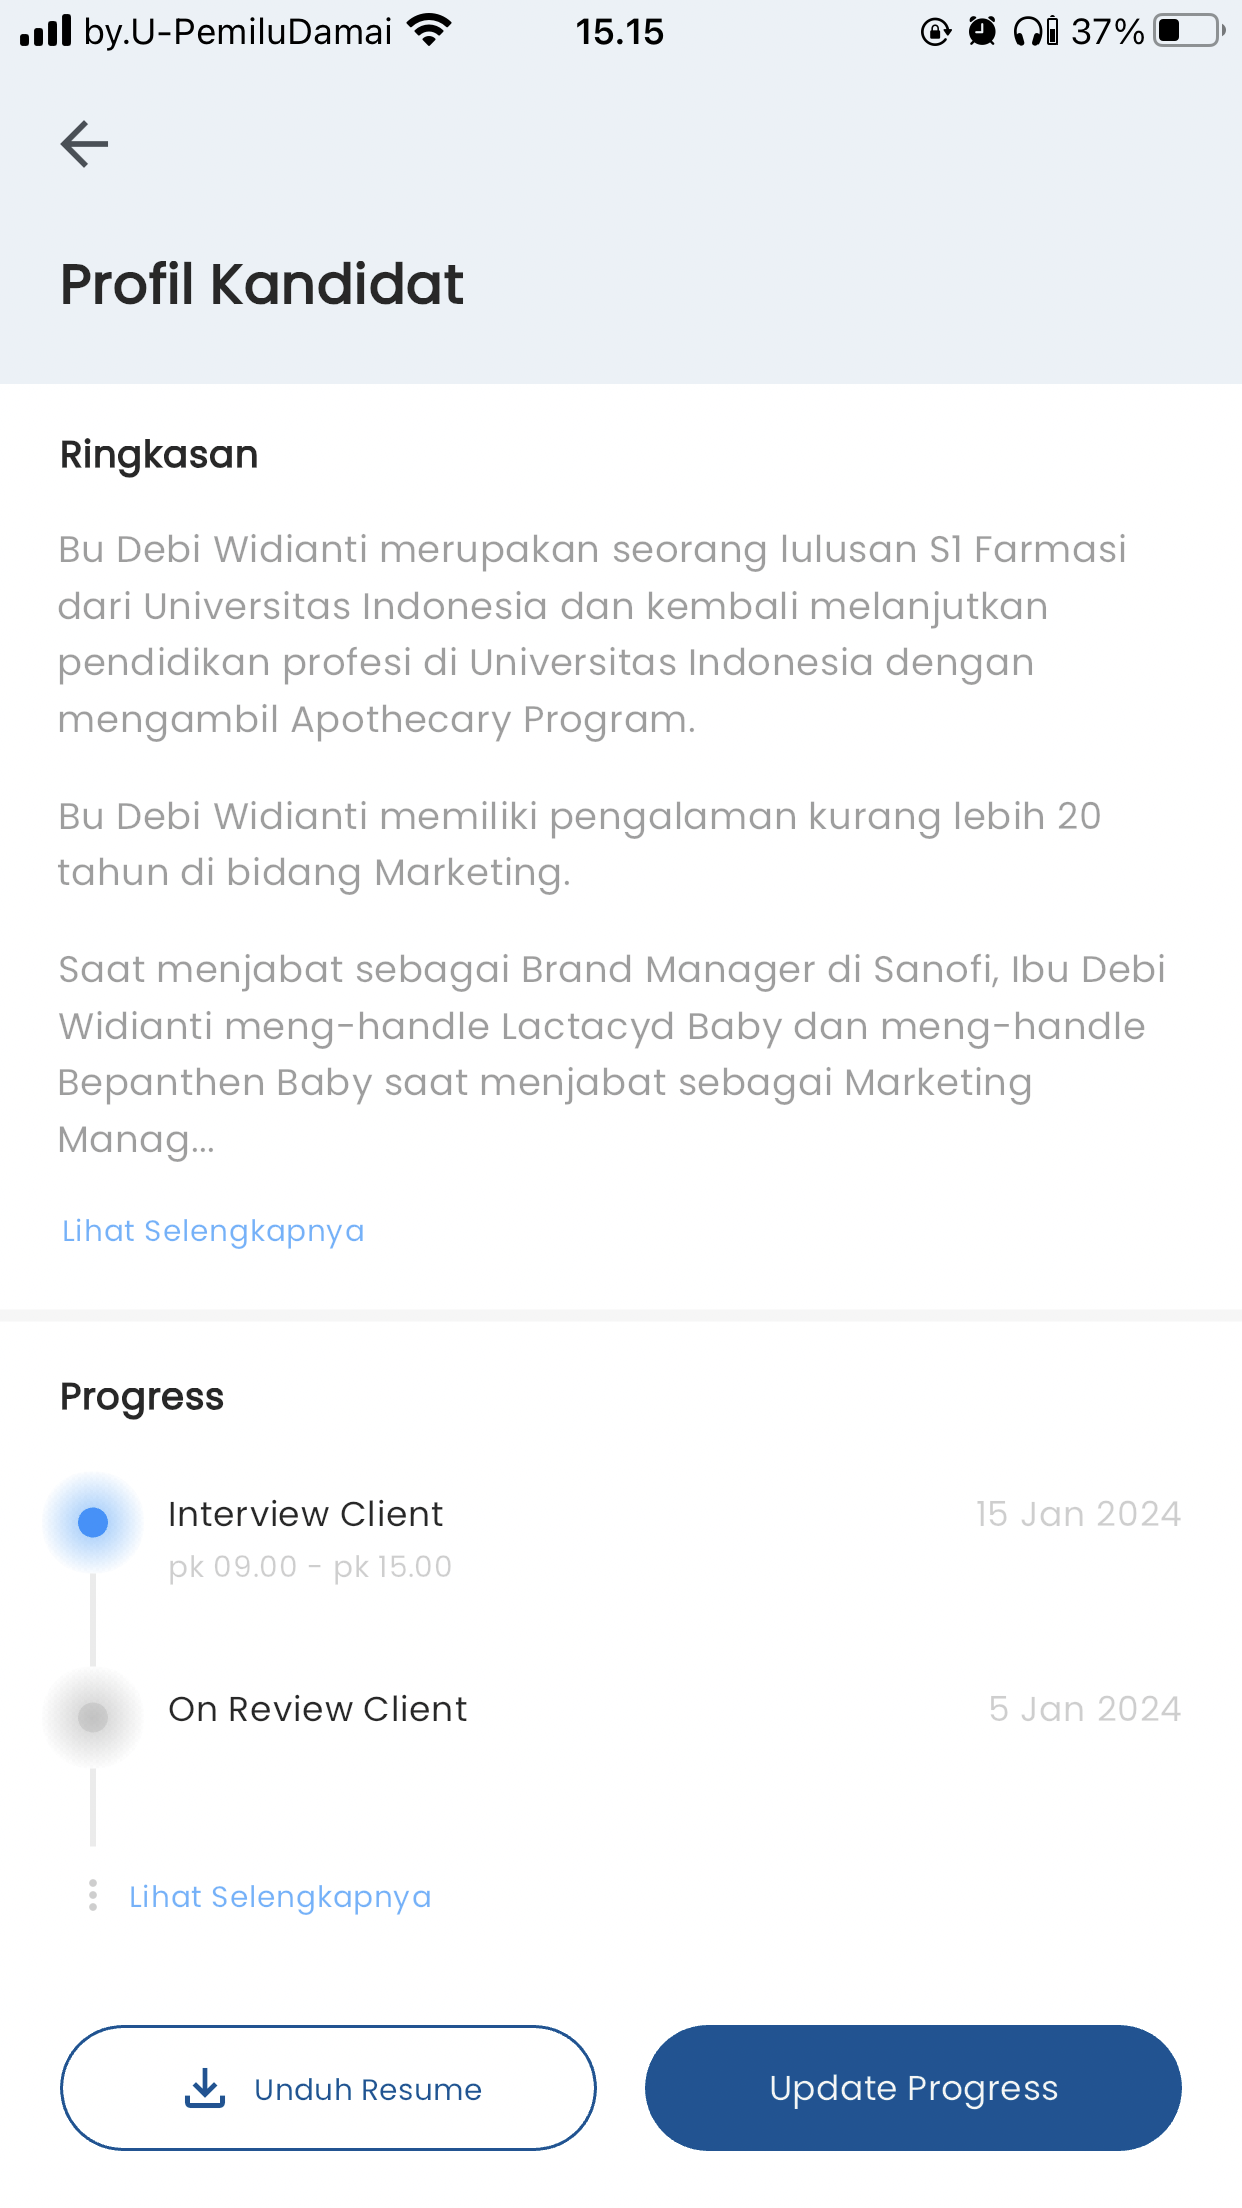 by.U-PemiluDamai 15.15 37%
Profil Kandidat
Ringkasan
Bu Debi Widianti merupakan seorang lulusan S1 Farmasi
dari Universitas Indonesia dan kembali melanjutkan
pendidikan profesi di Universitas Indonesia dengan
mengambil Apothecary Program.
Bu Debi Widianti memiliki pengalaman kurang lebih 20
tahun di bidang Marketing.
Saat menjabat sebagai Brand Manager di Sanofi, Ibu Debi
Widianti meng-handle Lactacyd Baby dan meng-handle
Bepanthen Baby saat menjabat sebagai Marketing
Manag...
Lihat Selengkapnya
Progress
Interview Client 15 Jan 2024
pk 09.00 - pk 15.00
On Review Client 5 Jan 2024
Lihat Selengkapnya
Unduh Resume Update Progress